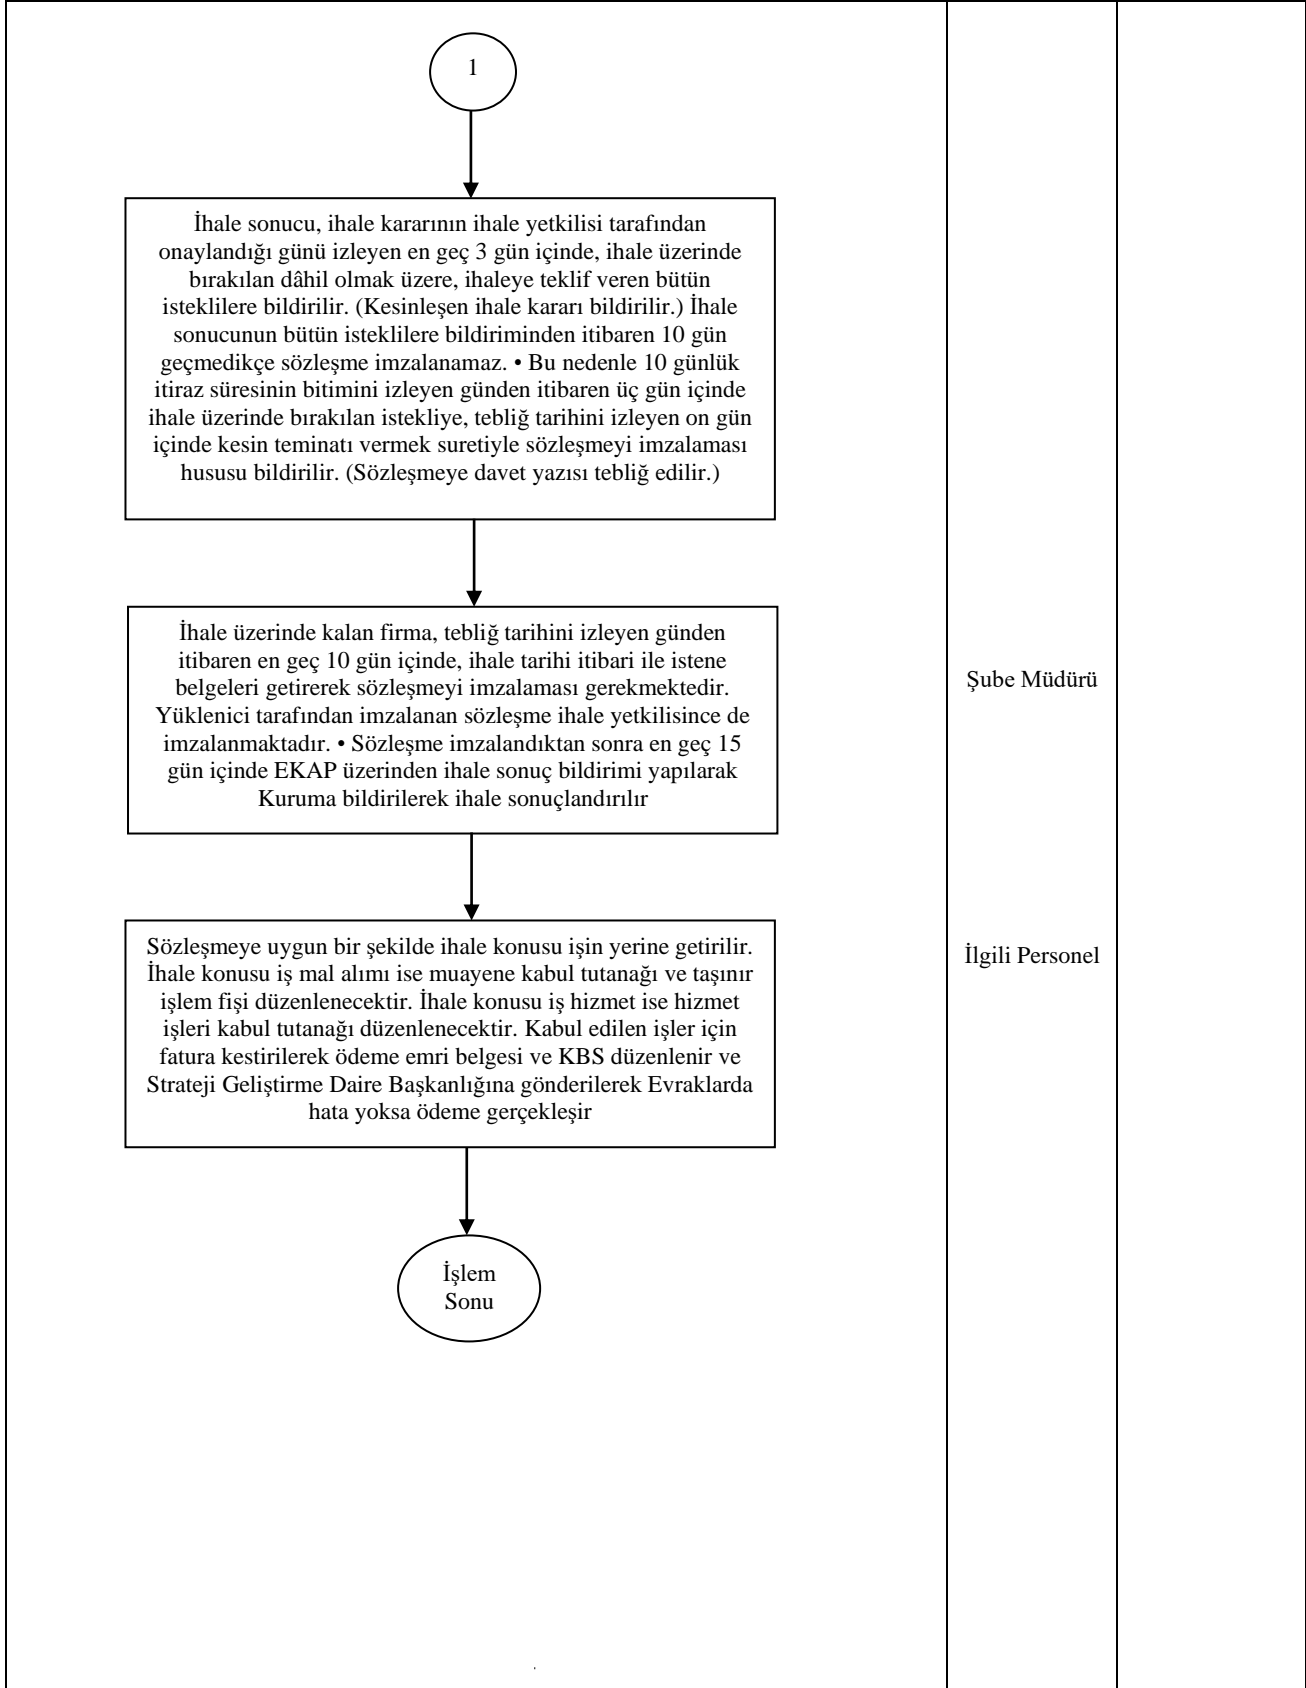 1
İhale sonucu, ihale kararının ihale yetkilisi tarafından
onaylandığı günü izleyen en geç 3 gün içinde, ihale üzerinde
bırakılan dâhil olmak üzere, ihaleye teklif veren bütün
isteklilere bildirilir. (Kesinleşen ihale kararı bildirilir.) İhale
sonucunun bütün isteklilere bildiriminden itibaren 10 gün
geçmedikçe sözleşme imzalanamaz. • Bu nedenle 10 günlük
itiraz süresinin bitimini izleyen günden itibaren üç gün içinde
ihale üzerinde bırakılan istekliye, tebliğ tarihini izleyen on gün
içinde kesin teminatı vermek suretiyle sözleşmeyi imzalaması
hususu bildirilir. (Sözleşmeye davet yazısı tebliğ edilir.)
İhale üzerinde kalan firma, tebliğ tarihini izleyen günden
itibaren en geç 10 gün içinde, ihale tarihi itibari ile istene
belgeleri getirerek sözleşmeyi imzalaması gerekmektedir.
Yüklenici tarafından imzalanan sözleşme ihale yetkilisince de
imzalanmaktadır. • Sözleşme imzalandıktan sonra en geç 15
gün içinde EKAP üzerinden ihale sonuç bildirimi yapılarak
Kuruma bildirilerek ihale sonuçlandırılır
Şube Müdürü
Sözleşmeye uygun bir şekilde ihale konusu işin yerine getirilir.
İhale konusu iş mal alımı ise muayene kabul tutanağı ve taşınır
işlem fişi düzenlenecektir. İhale konusu iş hizmet ise hizmet
işleri kabul tutanağı düzenlenecektir. Kabul edilen işler için
fatura kestirilerek ödeme emri belgesi ve KBS düzenlenir ve
Strateji Geliştirme Daire Başkanlığına gönderilerek Evraklarda
hata yoksa ödeme gerçekleşir
İlgili Personel
İşlem
Sonu